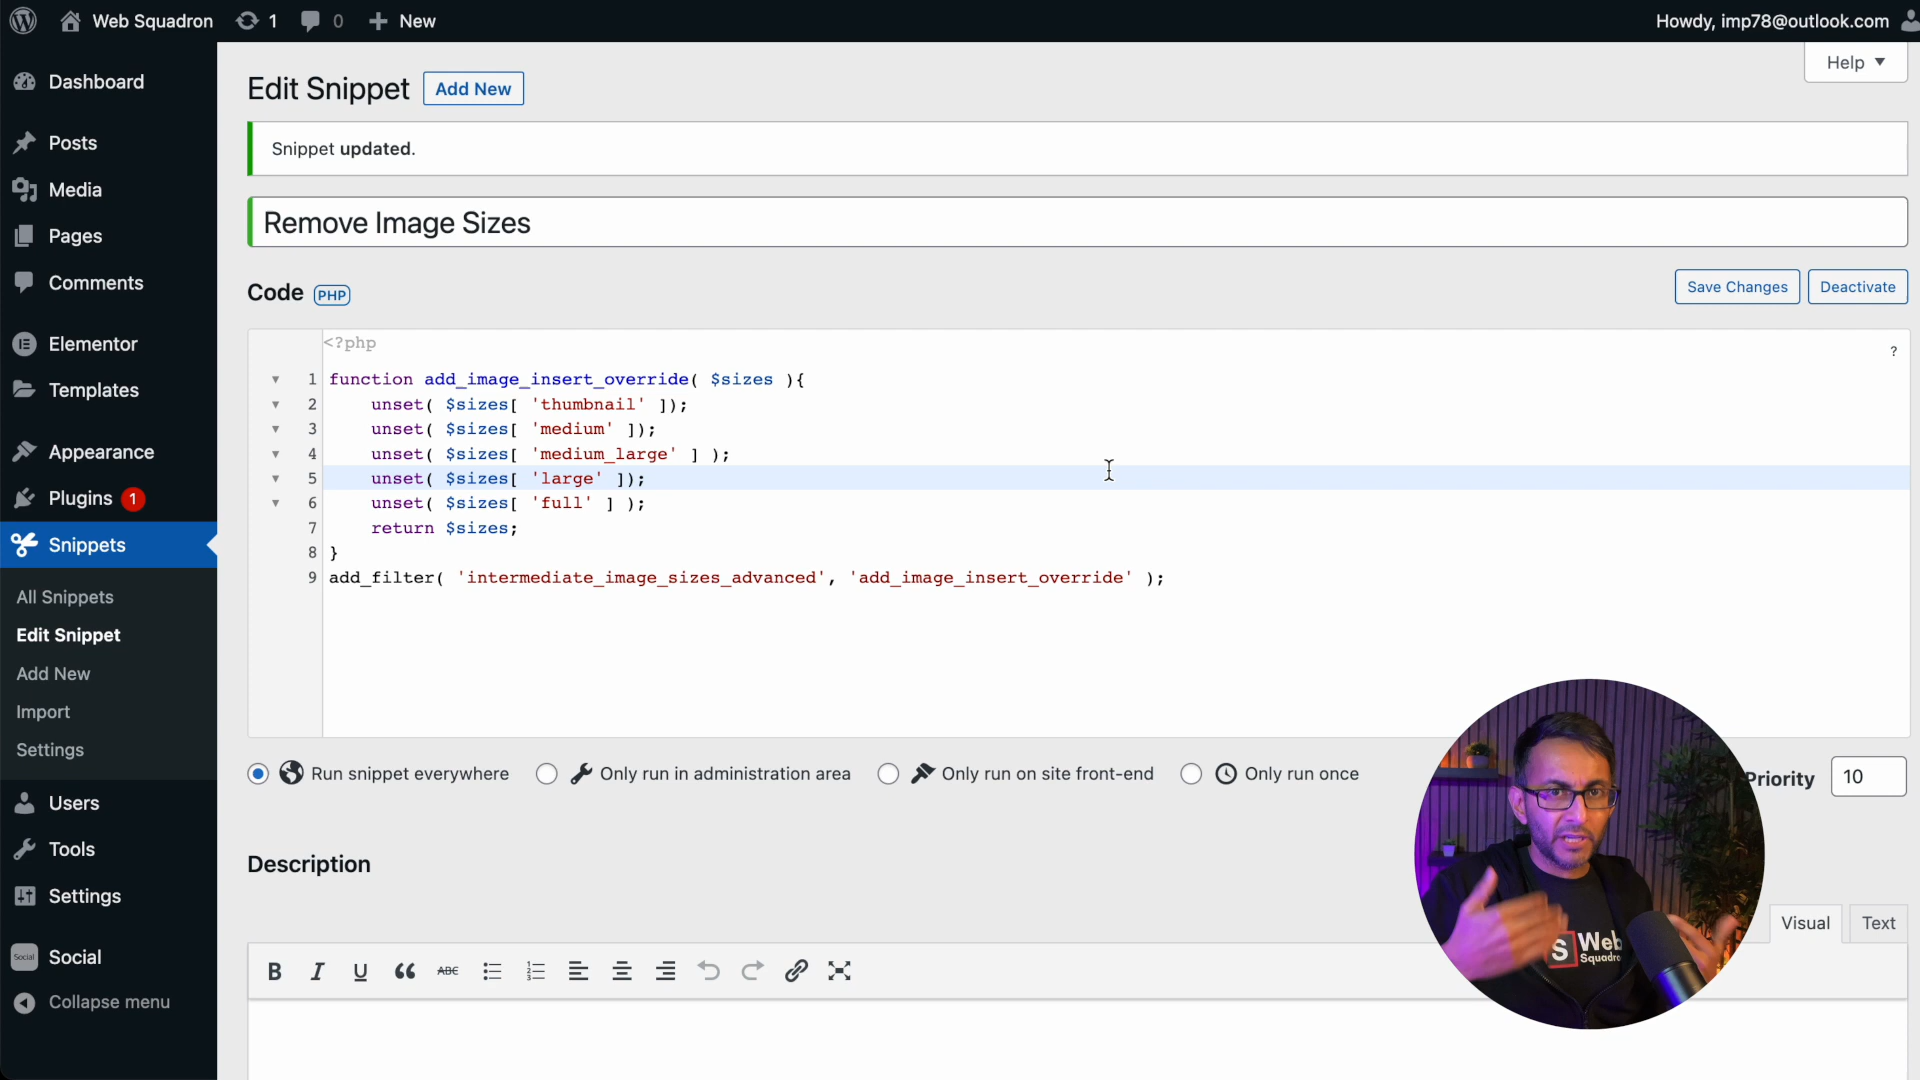 Web Squadron
1
0
New
Howdy, imp78@outlook.com
Dashboard
Posts
Media
Pages
Comments
Elementor
Templates
Appearance
Plugins 1
Snippets
All Snippets
Edit Snippet
Add New
Import
Settings
Users
Tools
Settings
Social
Social
Collapse menu
Help
Edit Snippet
Add New
Snippet updated.
Remove Image Sizes
Code PHP
Save Changes
Deactivate
<?php
?
1 function add_image_insert_override( $sizes ){
2 unset( $sizes[ 'thumbnail' ]);
3 unset( $sizes[ 'medium' ]);
4 unset( $sizes[ 'medium_large' ] );
5 unset( $sizes[ 'large' ]);
6 unset( $sizes[ 'full' ] );
7 return $sizes;
8 }
9 add_filter( 'intermediate_image_sizes_advanced', 'add_image_insert_override' );
Run snippet everywhere
Only run in administration area
Only run on site front-end
Only run once
Priority
10
Description
Visual
Text
B I U ABC
S Web
Squadro